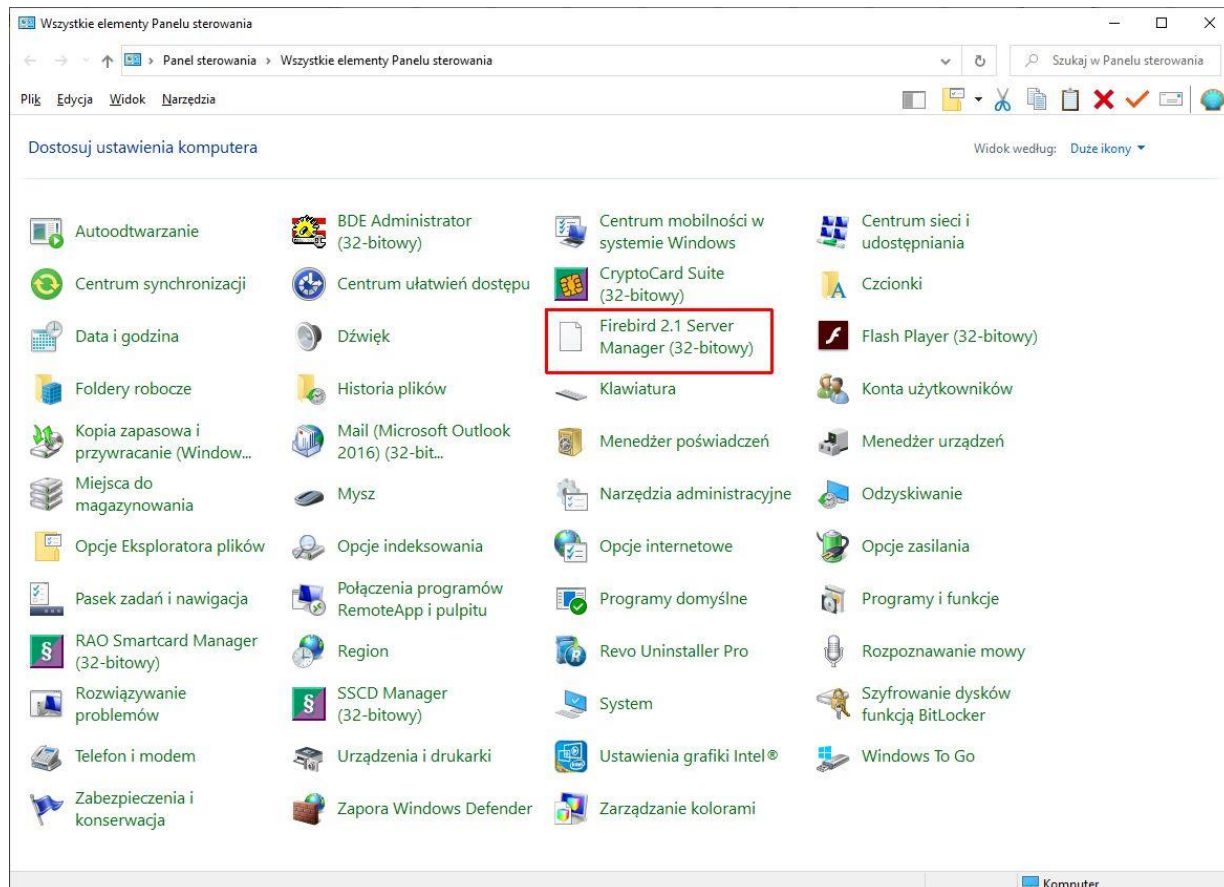 Wszystkie elementy Panelu sterowania
Panel sterowania › Wszystkie elementy Panelu sterowania
Szukaj w Panelu sterowania
Plik Edycja Widok Narzędzia
Dostosuj ustawienia komputera
Widok według: Duże ikony
Autoodtwarzanie
BDE Administrator
(32-bitowy)
Centrum mobilności w
systemie Windows
Centrum sieci i
udostępniania
Centrum synchronizacji
Centrum ułatwień dostępu
CryptoCard Suite
(32-bitowy)
Czcionki
Data i godzina
Dźwięk
Firebird 2.1 Server
Manager (32-bitowy)
Flash Player (32-bitowy)
Foldery robocze
Historia plików
Klawiatura
Konta użytkowników
Kopia zapasowa i
przywracanie (Window...
Mail (Microsoft Outlook
2016) (32-bit...
Menedżer poświadczeń
Menedżer urządzeń
Miejsca do
magazynowania
Mysz
Narzędzia administracyjne
Odzyskiwanie
Opcje Eksploratora plików
Opcje indeksowania
Opcje internetowe
Opcje zasilania
Pasek zadań i nawigacja
Połączenia programów
RemoteApp i pulpitu
Programy domyślne
Programy i funkcje
RAO Smartcard Manager
(32-bitowy)
Region
Revo Uninstaller Pro
Rozpoznawanie mowy
Rozwiązywanie
problemów
SSCD Manager
(32-bitowy)
System
Szyfrowanie dysków
funkcją BitLocker
Telefon i modem
Urządzenia i drukarki
Ustawienia grafiki Intel®
Windows To Go
Zabezpieczenia i
konserwacja
Zapora Windows Defender
Zarządzanie kolorami
Komputer